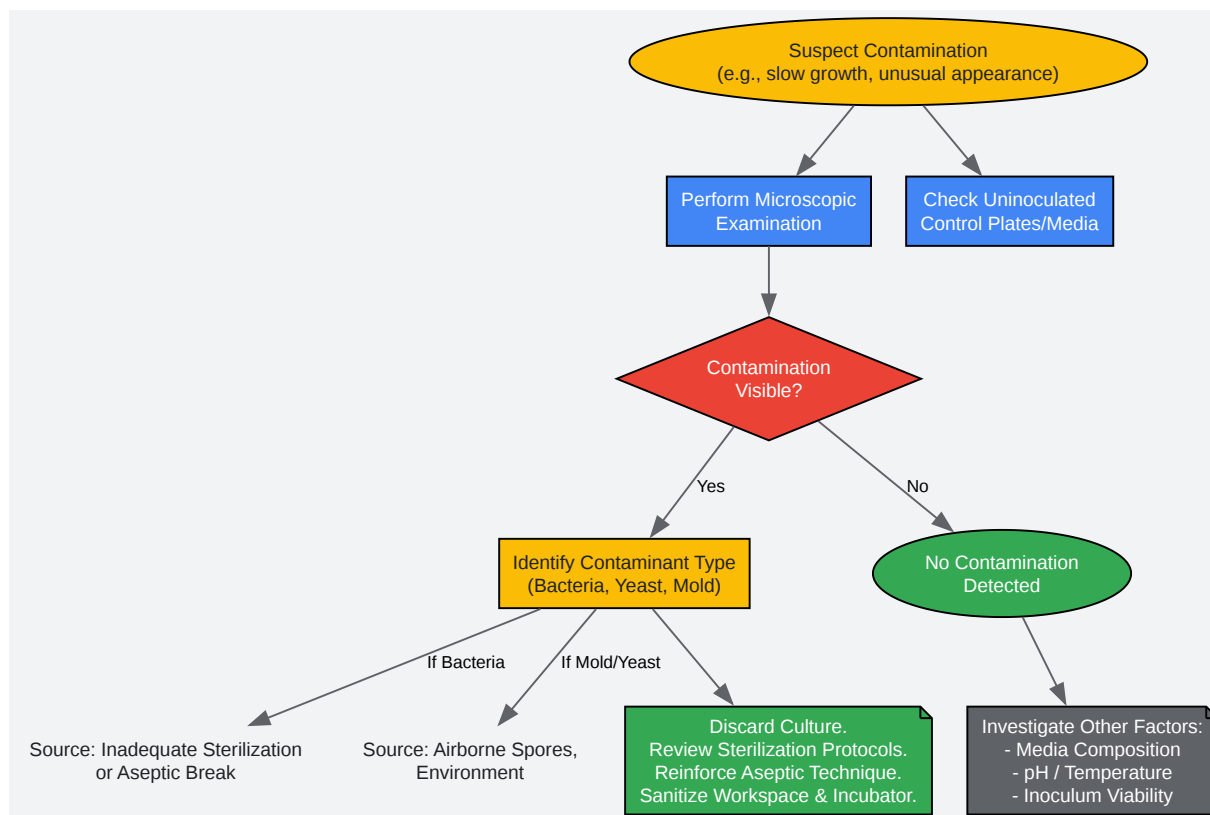 Suspect Contamination
(e.g., slow growth, unusual appearance)
Perform Microscopic
Examination
Check Uninoculated
Control Plates/Media
Contamination
Visible?
Yes
No
Identify Contaminant Type
(Bacteria, Yeast, Mold)
No Contamination
Detected
If Bacteria
If Mold/Yeast
Source: Inadequate Sterilization
or Aseptic Break
Source: Airborne Spores,
Environment
Discard Culture.
Review Sterilization Protocols.
Reinforce Aseptic Technique.
Sanitize Workspace & Incubator.
Investigate Other Factors:
- Media Composition
- pH / Temperature
- Inoculum Viability